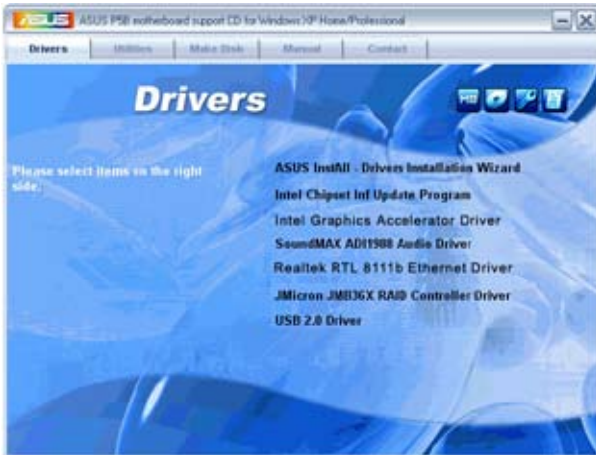 ASUS ASUS P5B motherboard support CD for Windows XP Home/Professional
Drivers Utilities Make Disk Manual Contact
Drivers
Please select items in the right
side.
ASUS InstAll - Drivers Installation Wizard
Intel Chipset Inf Update Program
Intel Graphics Accelerator Driver
SoundMAX ADI1988 Audio Driver
Realtek RTL 8111b Ethernet Driver
JMicron JMB36X RAID Controller Driver
USB 2.0 Driver